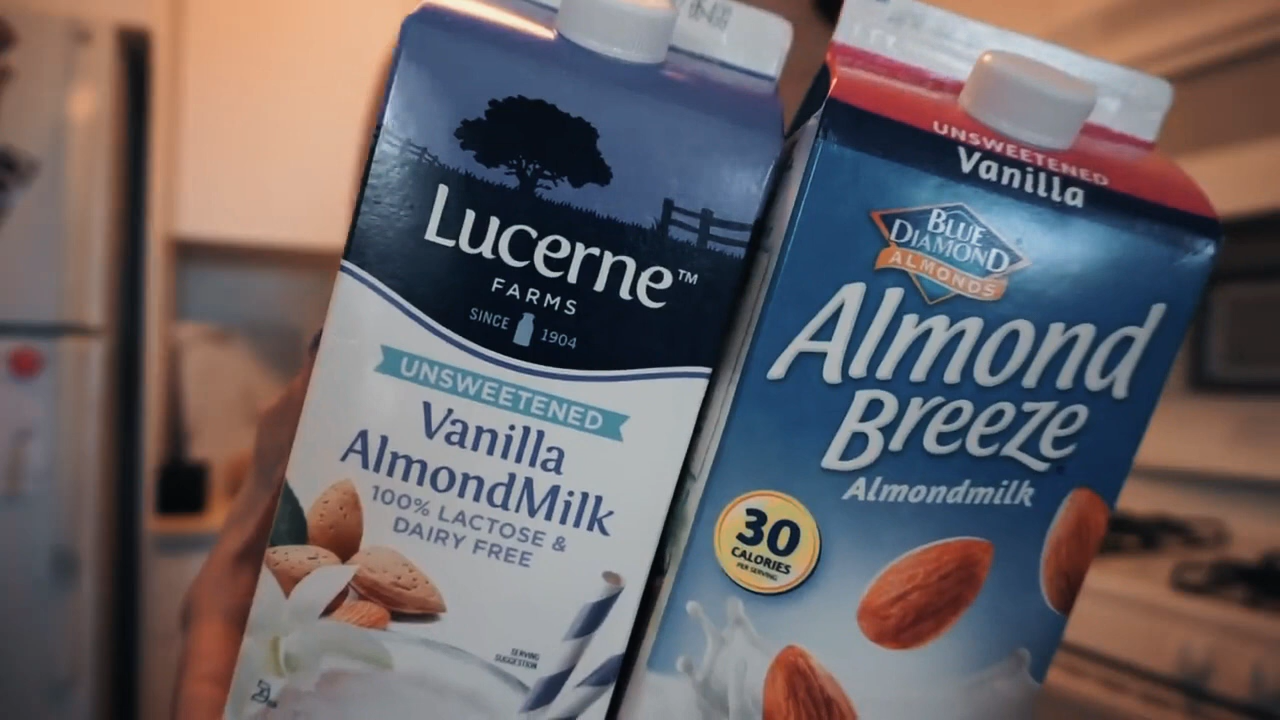 Lucerne™
FARMS
SINCE 1904
UNSWEETENED
Vanilla
AlmondMilk
100% LACTOSE &
DAIRY FREE
SERVING
SUGGESTION
UNSWEETENED
Vanilla
BLUE
DIAMOND
ALMONDS
Almond
Breeze
Almondmilk
30
CALORIES
PER SERVING